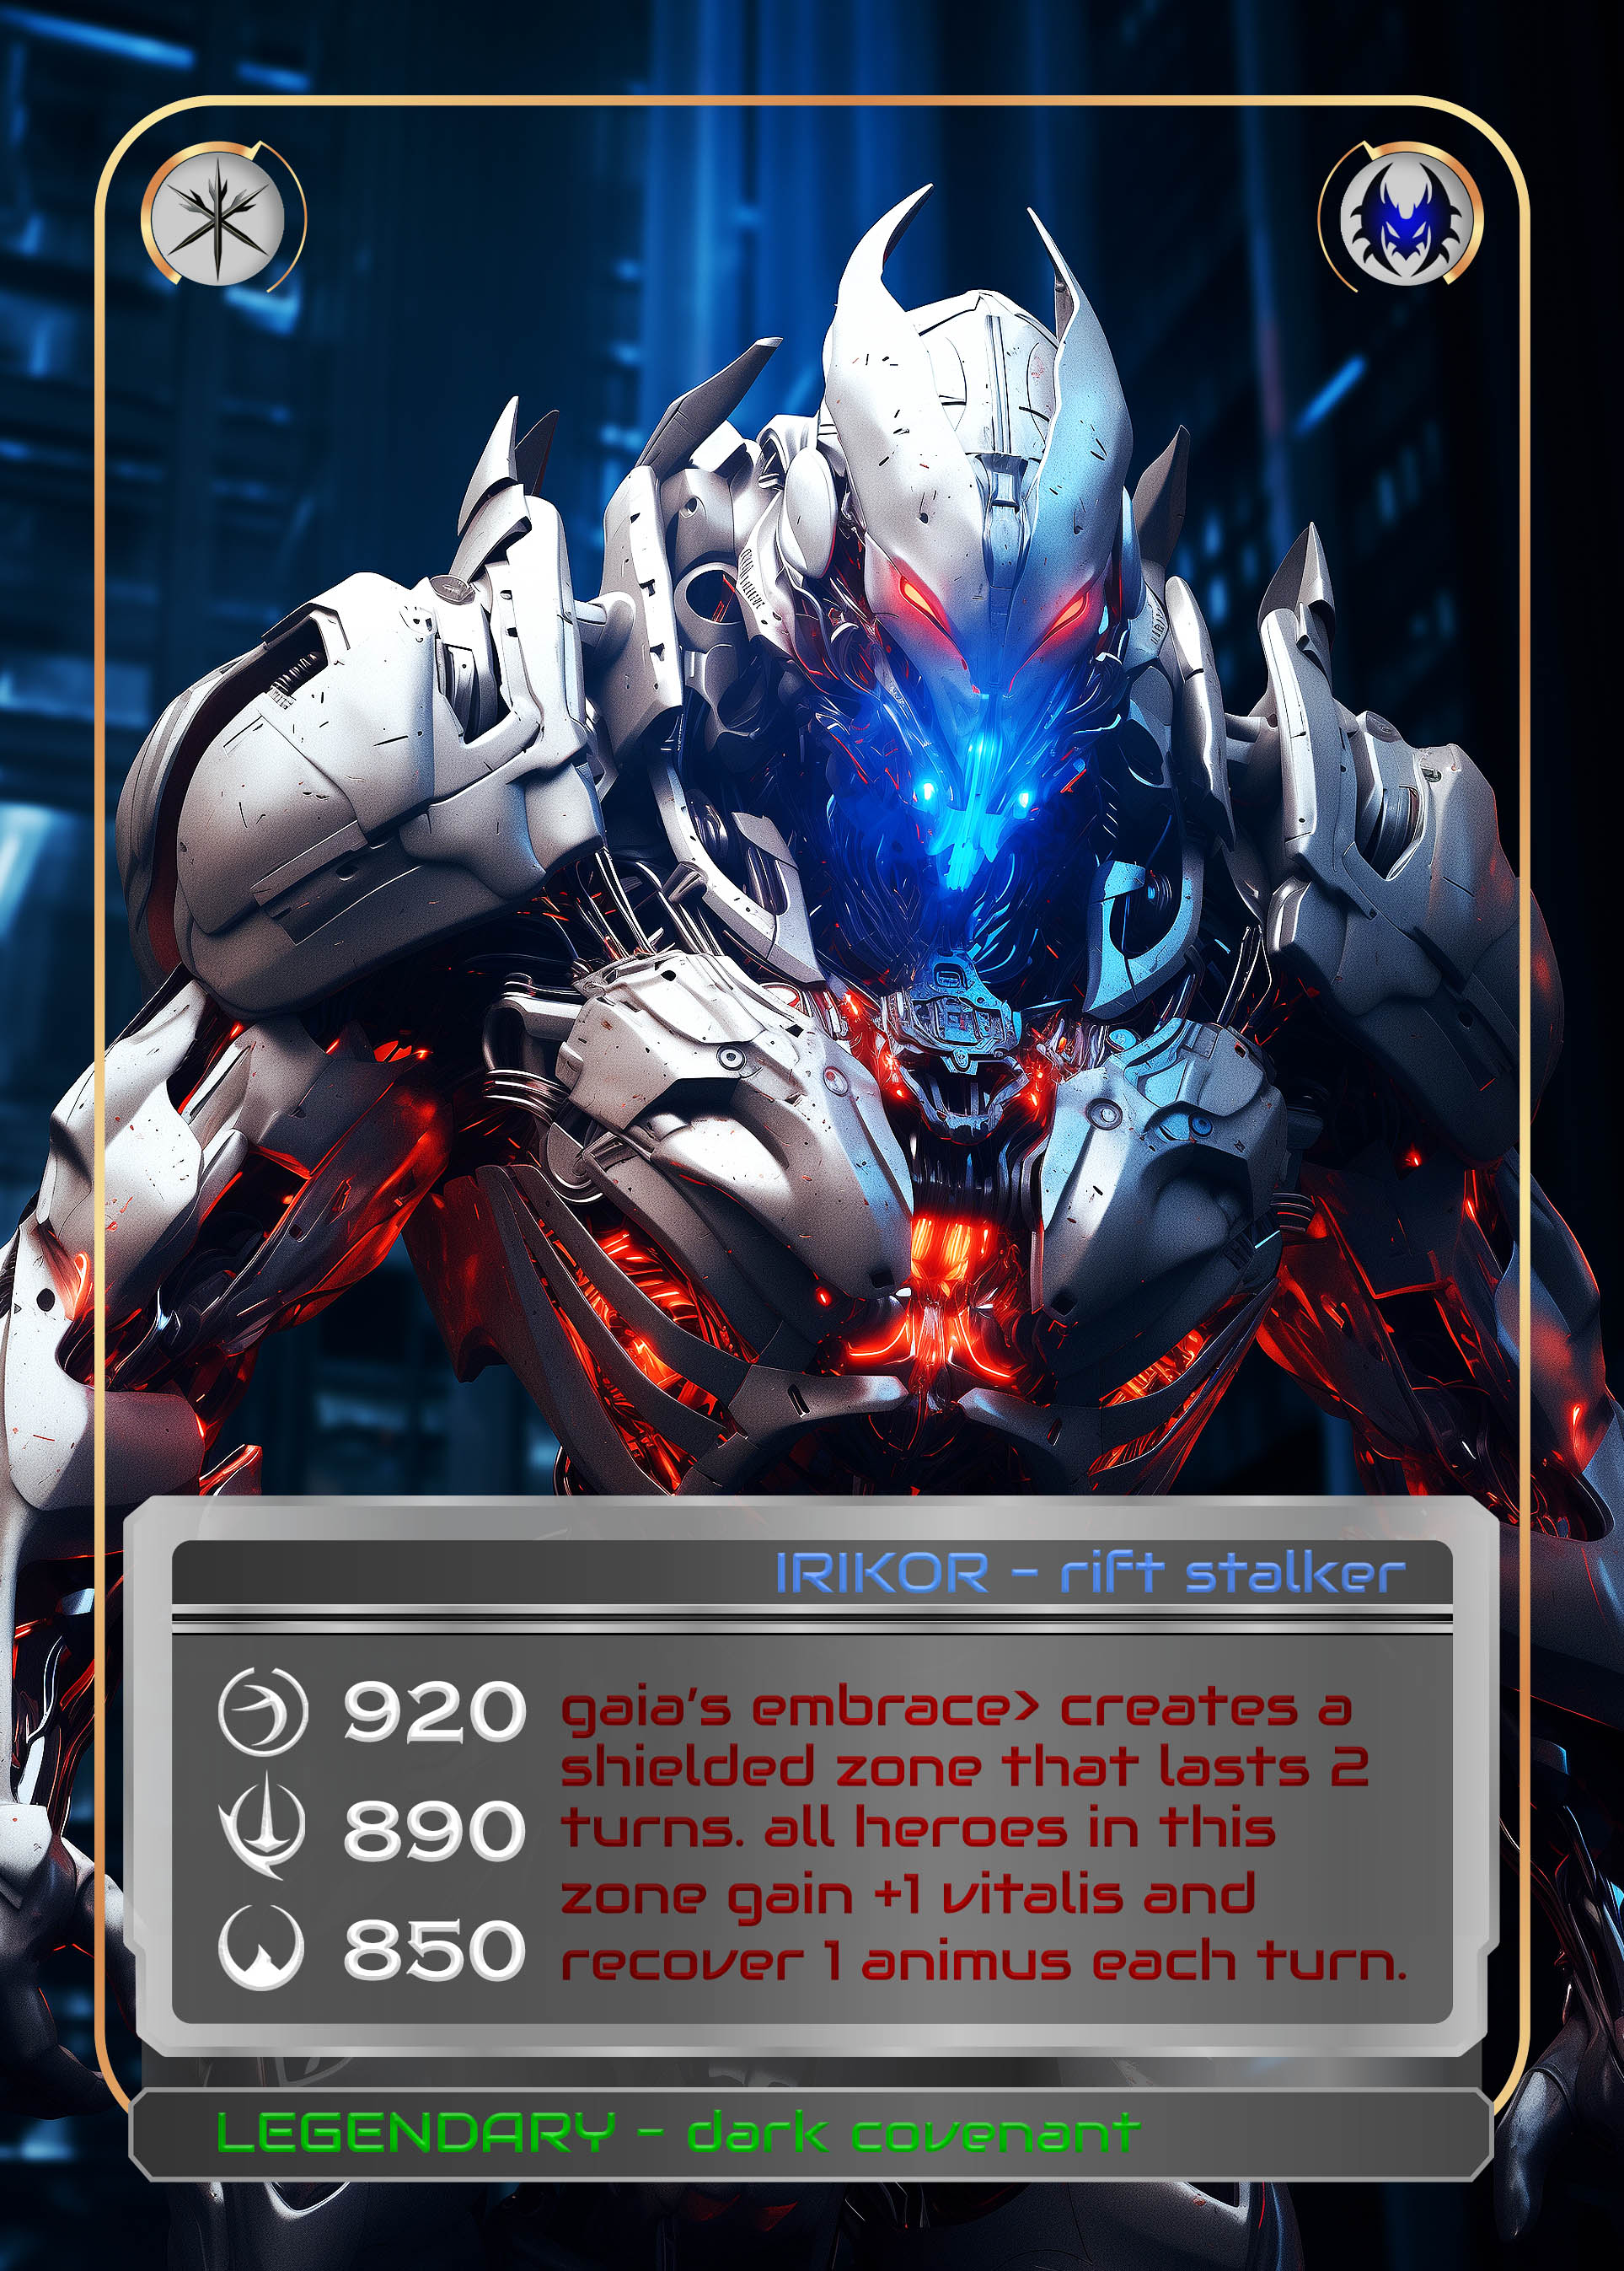 IRIKOR - rift stalker
920
890
850
gaia's embrace> creates a
shielded zone that lasts 2
turns. all heroes in this
zone gain +1 vitalis and
recover 1 animus each turn.
LEGENDARY - dark covenant